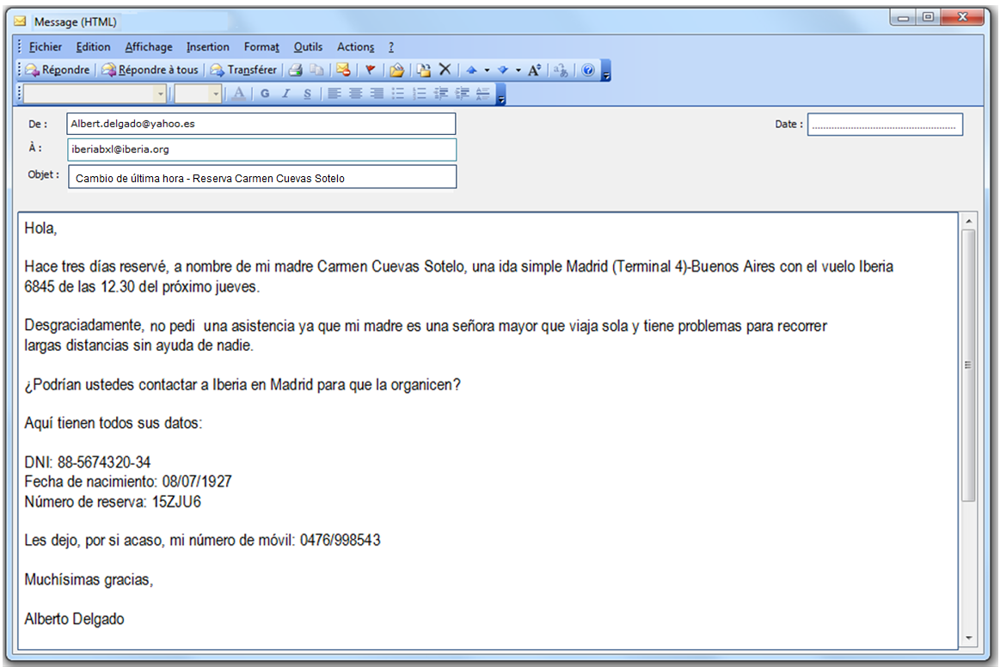 Message (HTML)
Fichier Edition Affichage Insertion Format Outils Actions ?
Répondre Répondre à tous Transférer
A G I S
De : Albert.delgado@yahoo.es Date : ......................................................
À : iberiabxl@iberia.org
Objet : Cambio de última hora - Reserva Carmen Cuevas Sotelo
Hola,
Hace tres días reservé, a nombre de mi madre Carmen Cuevas Sotelo, una ida simple Madrid (Terminal 4)-Buenos Aires con el vuelo Iberia
6845 de las 12.30 del próximo jueves.
Desgraciadamente, no pedi una asistencia ya que mi madre es una señora mayor que viaja sola y tiene problemas para recorrer
largas distancias sin ayuda de nadie.
¿Podrían ustedes contactar a Iberia en Madrid para que la organicen?
Aquí tienen todos sus datos:
DNI: 88-5674320-34
Fecha de nacimiento: 08/07/1927
Número de reserva: 15ZJU6
Les dejo, por si acaso, mi número de móvil: 0476/998543
Muchísimas gracias,
Alberto Delgado